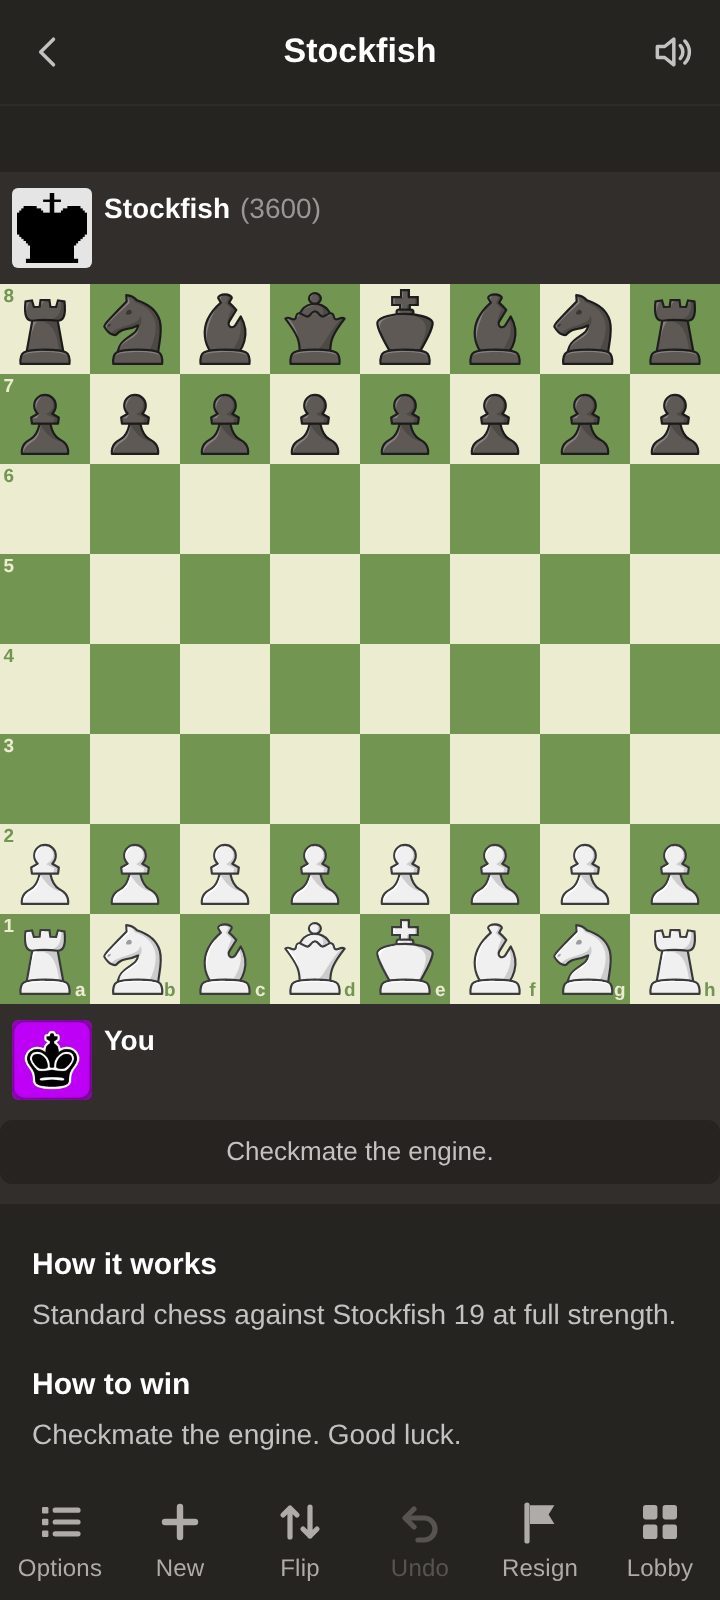 Stockfish
Stockfish (3600)
8
7
6
5
4
3
2
1
a b c d e f g h
You
Checkmate the engine.
How it works
Standard chess against Stockfish 19 at full strength.
How to win
Checkmate the engine. Good luck.
Options New Flip Undo Resign Lobby